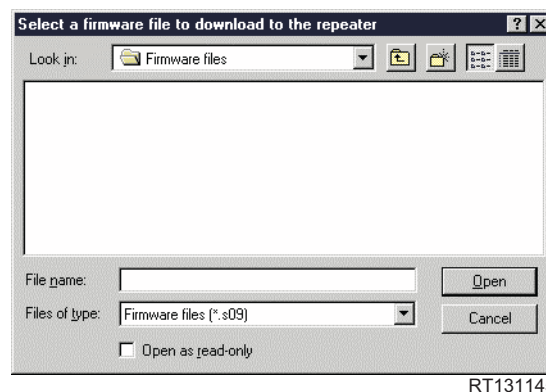 Select a firmware file to download to the repeater
Look in: Firmware files
File name: Open
Files of type: Firmware files (*.s09) Cancel
Open as read-only
RT13114